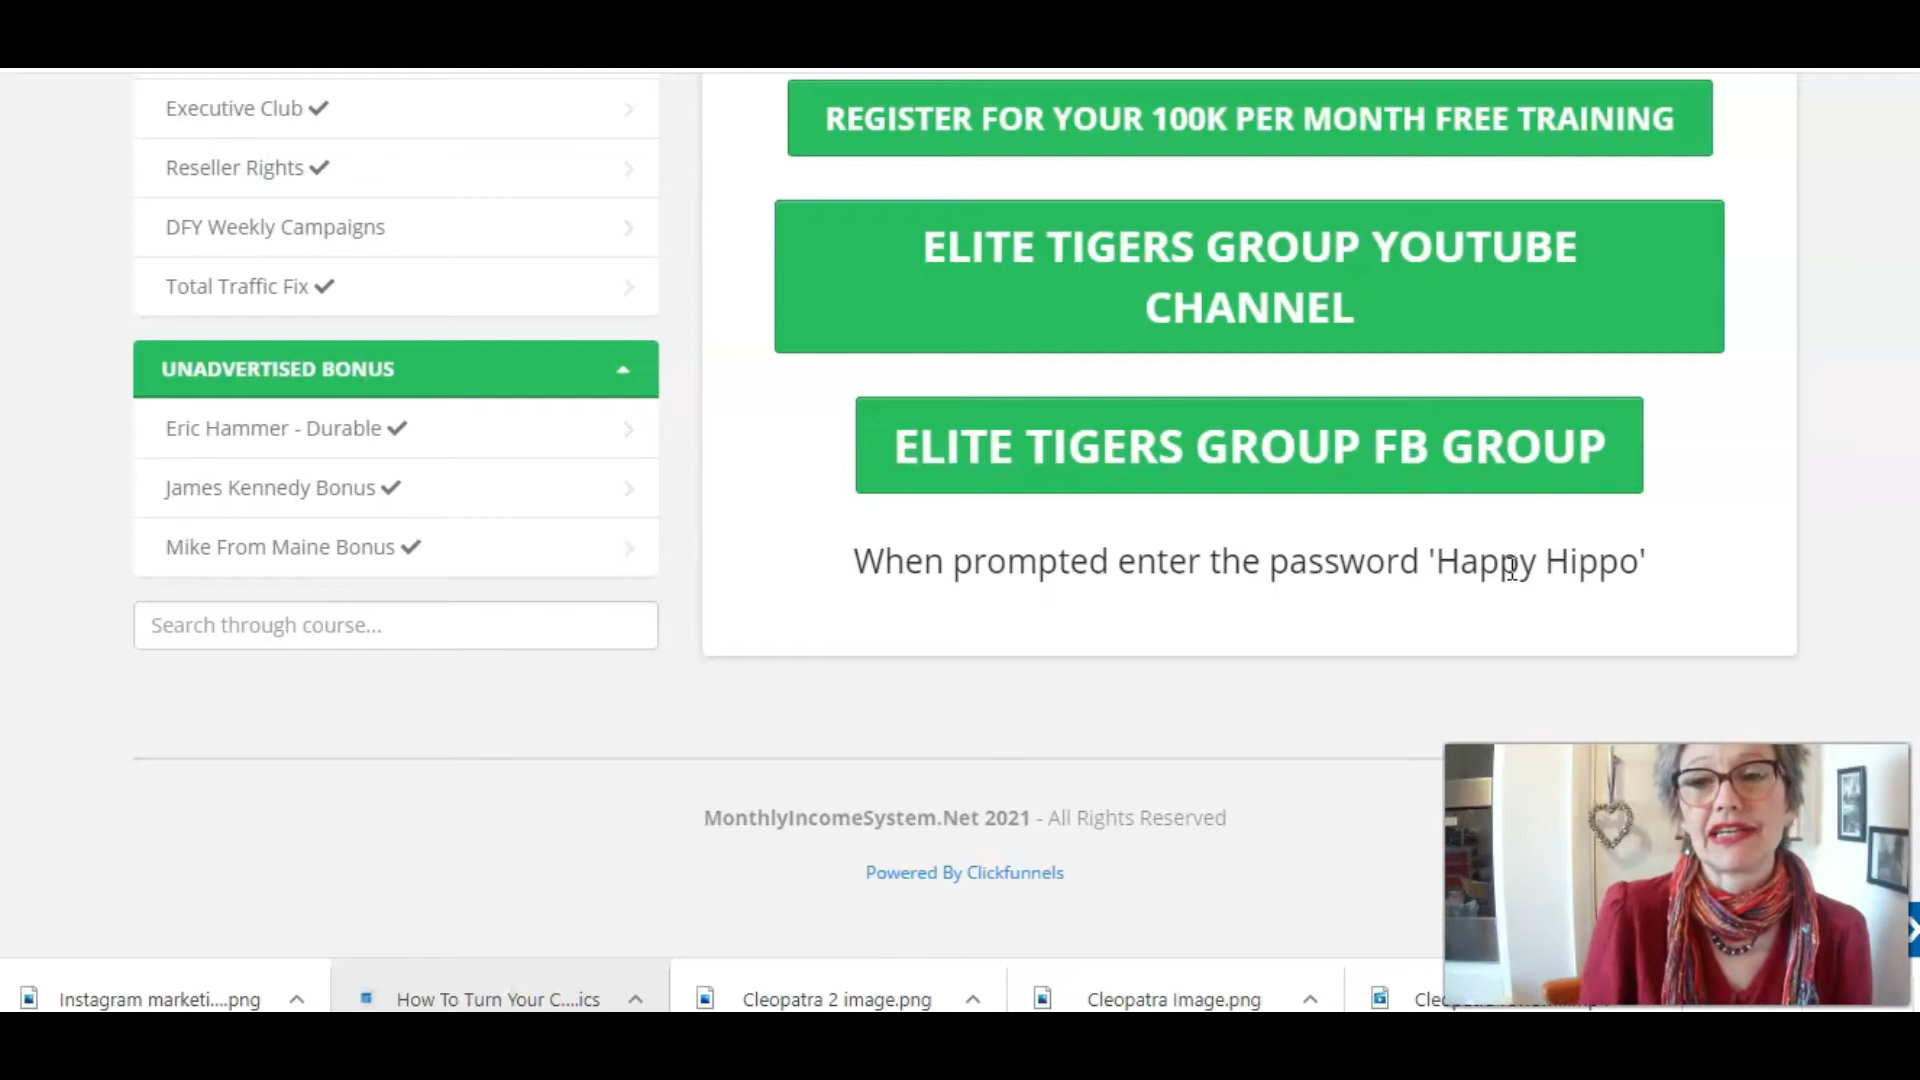 Executive Club
Reseller Rights
DFY Weekly Campaigns
Total Traffic Fix
UNADVERTISED BONUS
Eric Hammer - Durable
James Kennedy Bonus
Mike From Maine Bonus
Search through course...
REGISTER FOR YOUR 100K PER MONTH FREE TRAINING
ELITE TIGERS GROUP YOUTUBE
CHANNEL
ELITE TIGERS GROUP FB GROUP
When prompted enter the password 'Happy Hippo'
MonthlyIncomeSystem.Net 2021 - All Rights Reserved
Powered By Clickfunnels
Instagram marketi....png
How To Turn Your C....ics
Cleopatra 2 image.png
Cleopatra Image.png